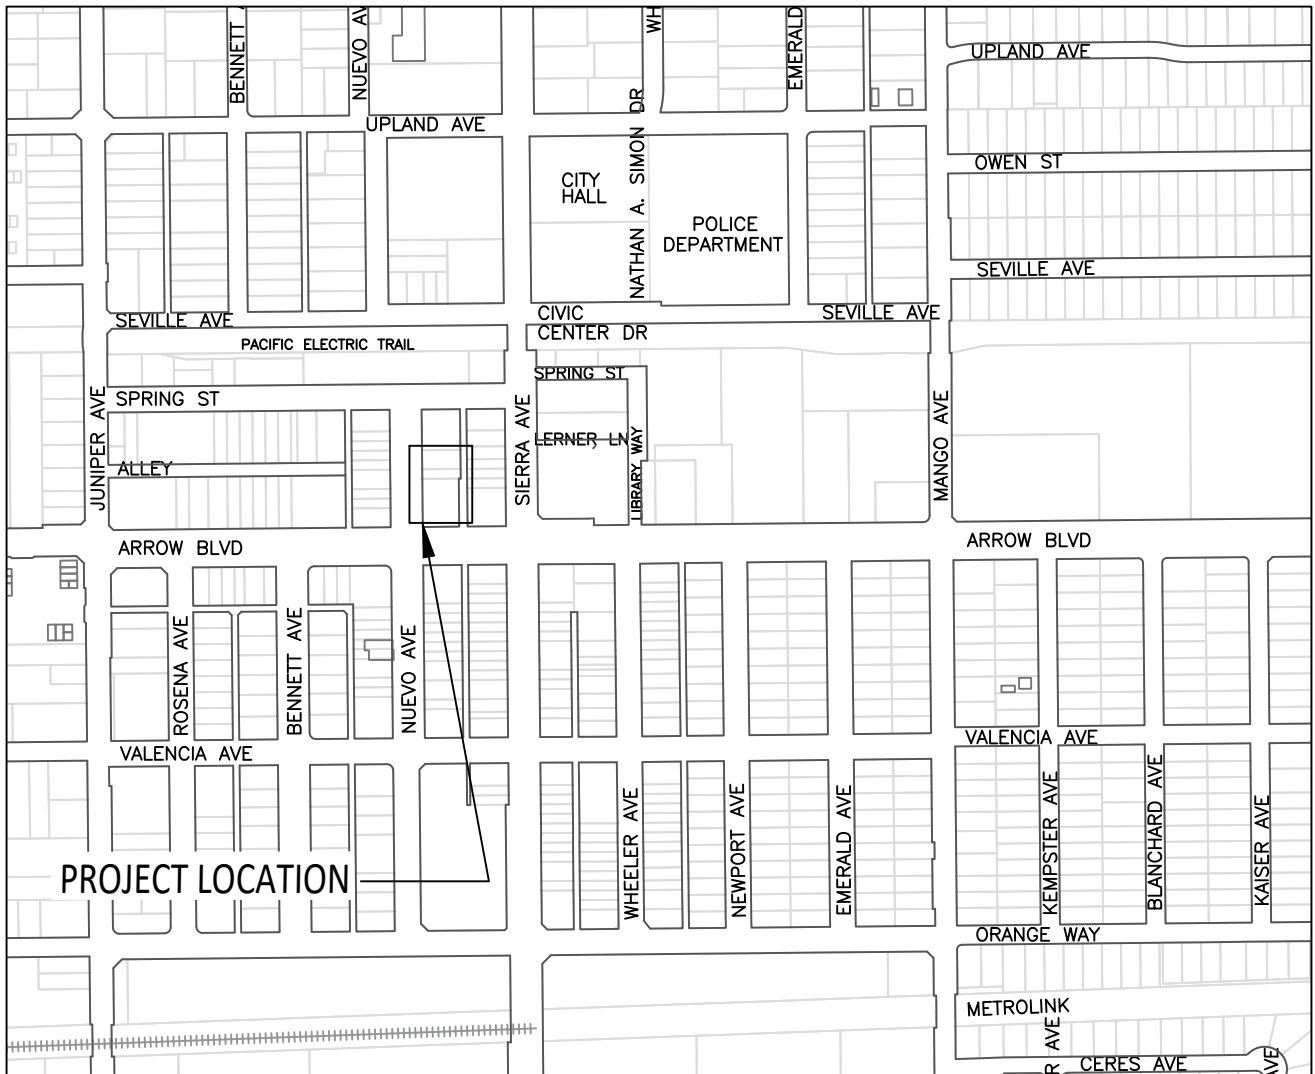 BENNETT A
NUEVO AV
WH
EMERALD
UPLAND AVE
UPLAND AVE
OWEN ST
CITY
HALL
NATHAN A. SIMON DR
POLICE
DEPARTMENT
SEVILLE AVE
SEVILLE AVE
CIVIC
CENTER DR
SEVILLE AVE
PACIFIC ELECTRIC TRAIL
SPRING ST
SPRING ST
JUNIPER AVE
SIERRA AVE
MANGO AVE
LERNER LN
LIBRARY WAY
ALLEY
ARROW BLVD
ARROW BLVD
ROSENA AVE
BENNETT AVE
NUEVO AVE
VALENCIA AVE
VALENCIA AVE
PROJECT LOCATION
WHEELER AVE
NEWPORT AVE
EMERALD AVE
KEMPSTER AVE
BLANCHARD AVE
KAISER AVE
ORANGE WAY
METROLINK
R AVE
CERES AVE
AVE